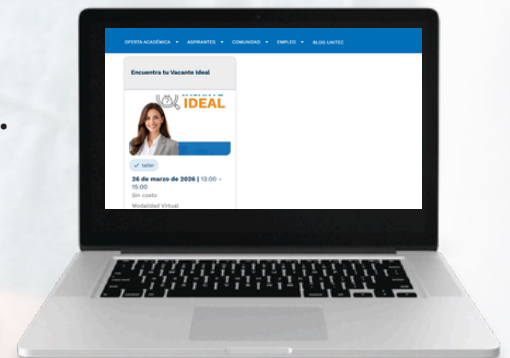 OFERTA ACADÉMICA ASPIRANTES COMUNIDAD EMPLEO BLOG UNITEC
Encuentra tu Vacante Ideal
IDEAL
taller
26 de marzo de 2026 | 13:00 -
15:00
Sin costo
Modalidad Virtual